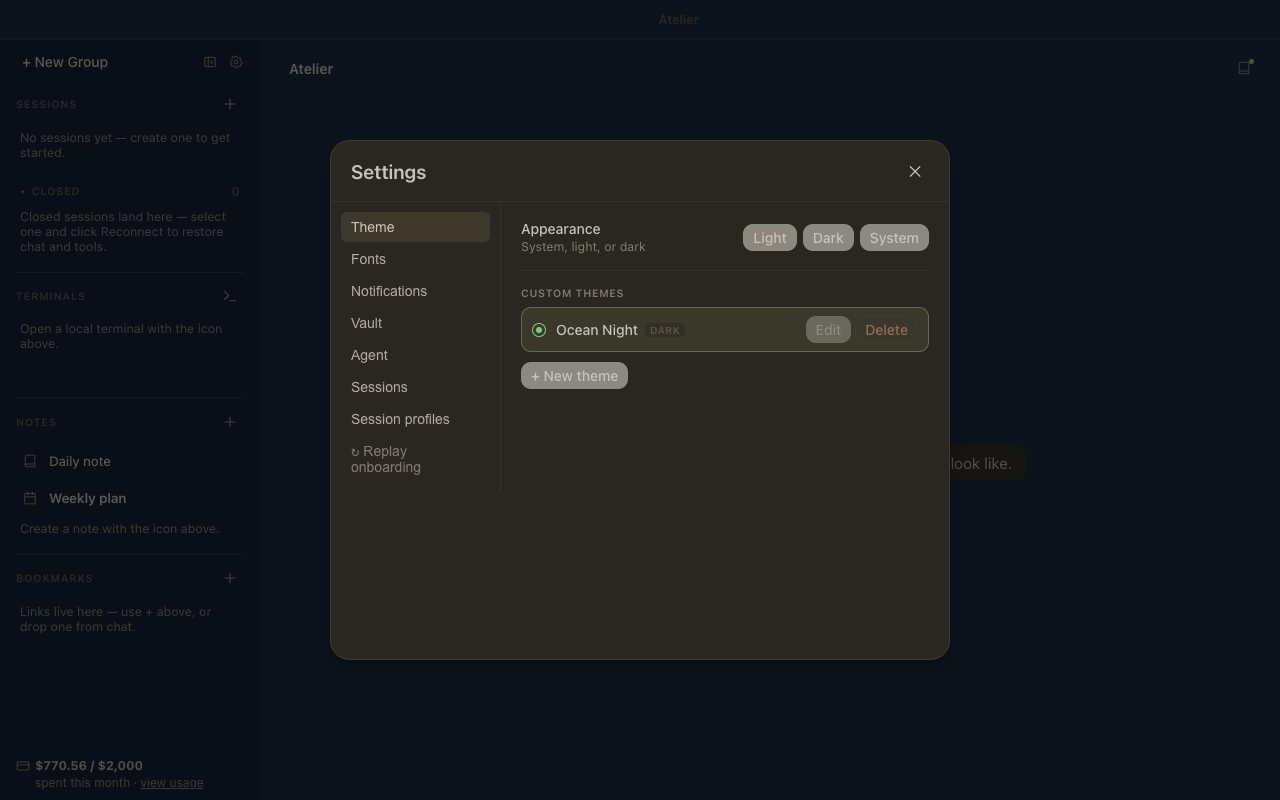 Atelier
+ New Group
SESSIONS
No sessions yet — create one to get
started.
• CLOSED 0
Closed sessions land here — select
one and click Reconnect to restore
chat and tools.
TERMINALS
Open a local terminal with the icon
above.
NOTES
Daily note
Weekly plan
Create a note with the icon above.
BOOKMARKS
Links live here — use + above, or
drop one from chat.
$770.56 / $2,000
spent this month · view usage
Atelier
look like.
Settings
Theme
Fonts
Notifications
Vault
Agent
Sessions
Session profiles
↻ Replay
onboarding
Appearance
System, light, or dark
Light Dark System
CUSTOM THEMES
Ocean Night DARK Edit Delete
+ New theme